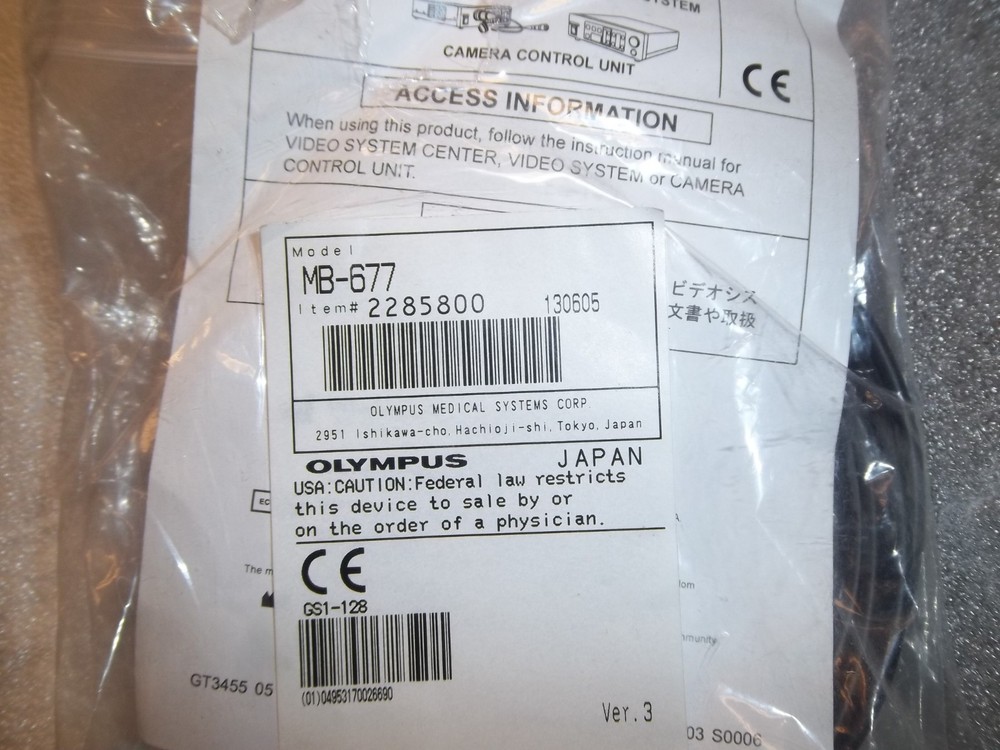 SYSTEM
CAMERA CONTROL UNIT
CE
ACCESS INFORMATION
When using this product, follow the instruction manual for
VIDEO SYSTEM CENTER, VIDEO SYSTEM or CAMERA
CONTROL UNIT.
ビデオシス
文書や取扱
Model
MB-677
Item# 2285800 130605
OLYMPUS MEDICAL SYSTEMS CORP.
2951 Ishikawa-cho, Hachioji-shi, Tokyo, Japan
OLYMPUS JAPAN
USA:CAUTION:Federal law restricts
this device to sale by or
on the order of a physician.
CE
GS1-128
(01)04953170026690
Ver.3
EC
The m
GT3455 05
03 S0006